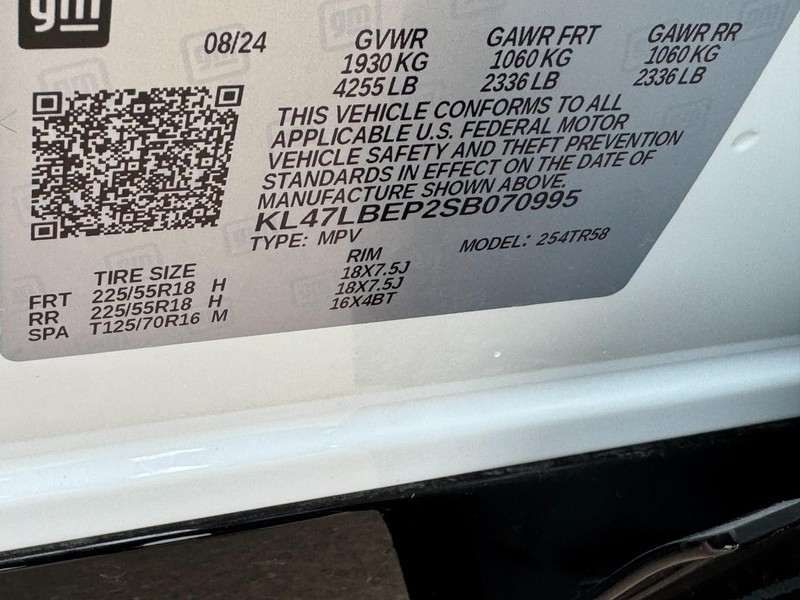 gm
08/24 GVWR GAWR FRT GAWR RR
1930 KG 1060 KG 1060 KG
4255 LB 2336 LB 2336 LB
THIS VEHICLE CONFORMS TO ALL
APPLICABLE U.S. FEDERAL MOTOR
VEHICLE SAFETY AND THEFT PREVENTION
STANDARDS IN EFFECT ON THE DATE OF
MANUFACTURE SHOWN ABOVE.
KL47LBEP2SB070995
TYPE: MPV MODEL: 254TR58
TIRE SIZE RIM
FRT 225/55R18 H 18X7.5J
RR 225/55R18 H 18X7.5J
SPA T125/70R16 M 16X4BT